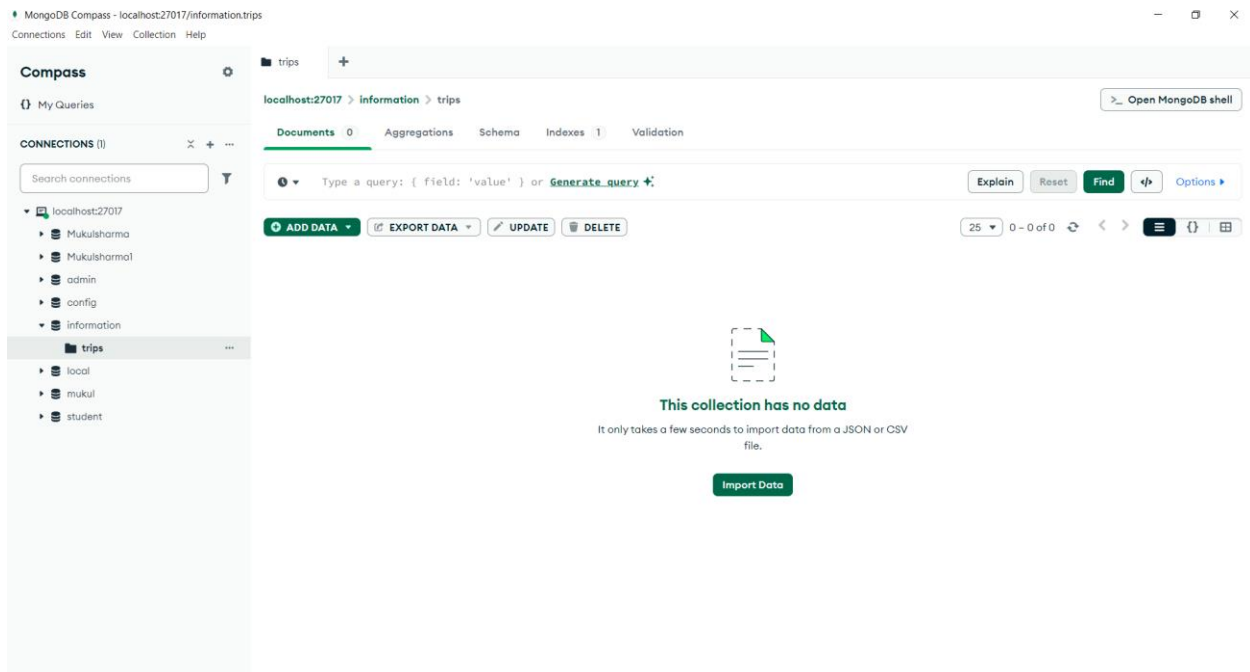 MongoDB Compass - localhost:27017/information.trips
Connections Edit View Collection Help
Compass
{} My Queries
CONNECTIONS (1)
Search connections
localhost:27017
Mukulsharma
Mukulsharma1
admin
config
information
trips
local
mukul
student
trips
localhost:27017 > information > trips
>_ Open MongoDB shell
Documents 0 Aggregations Schema Indexes 1 Validation
Type a query: { field: 'value' } or Generate query
Explain Reset Find </> Options
ADD DATA EXPORT DATA UPDATE DELETE
25 0 – 0 of 0 {}
This collection has no data
It only takes a few seconds to import data from a JSON or CSV
file.
Import Data